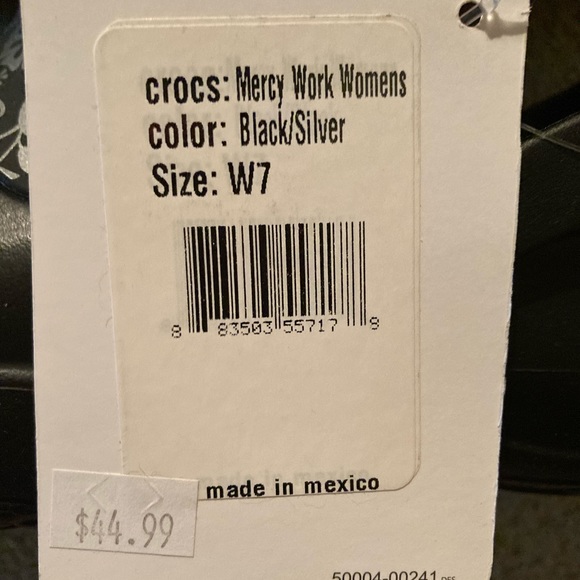 crocs: Mercy Work Womens
color: Black/Silver
Size: W7
8 83503 55717 8
made in mexico
$44.99
50004-00241